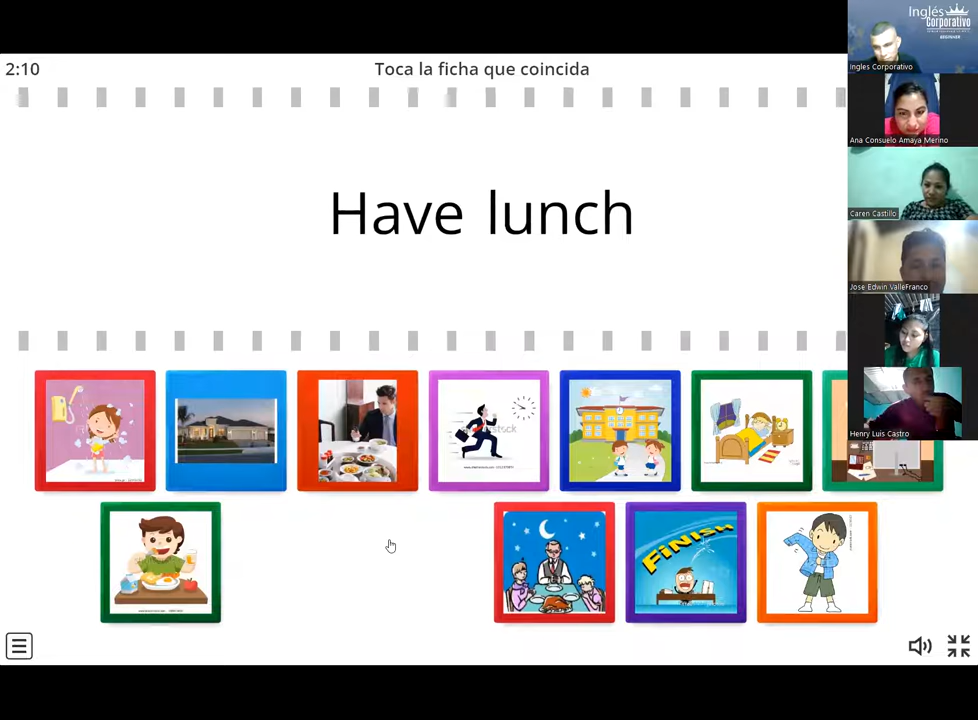 Inglés
Corporativo
BEGINNER
Ingles Corporativo
2:10
Toca la ficha que coincida
Ana Consuelo Amaya Merino
Have lunch
Caren Castillo
Jose Edwin ValleFranco
Henry Luis Castro
FiNiSH